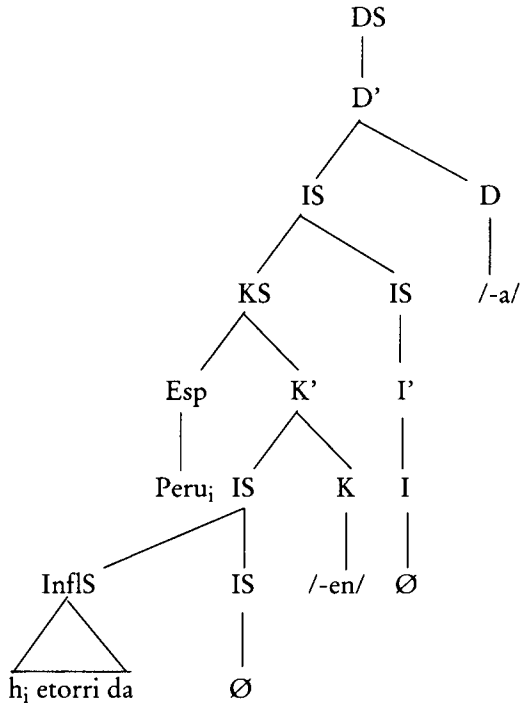 DS
D'
IS D
KS IS /-a/
Esp K' I'
Peruᵢ IS K I
InflS IS /-en/ Ø
hᵢ etorri da Ø